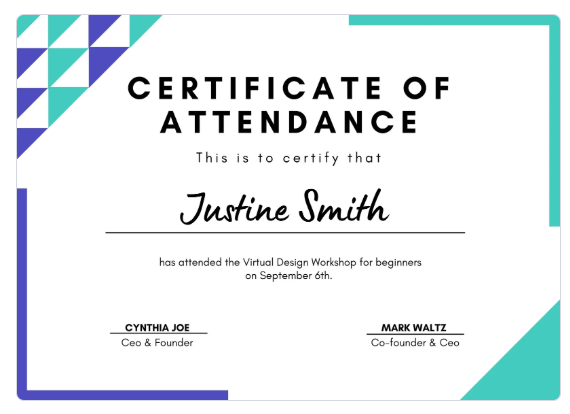 CERTIFICATE OF
ATTENDANCE
This is to certify that
Justine Smith
has attended the Virtual Design Workshop for beginners
on September 6th.
CYNTHIA JOE
Ceo & Founder
MARK WALTZ
Co-founder & Ceo